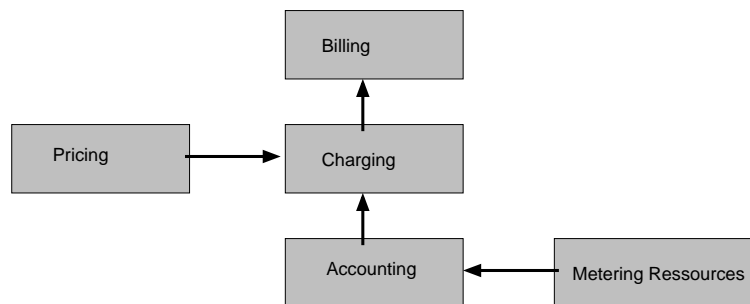 Billing
Pricing
Charging
Accounting
Metering Ressources